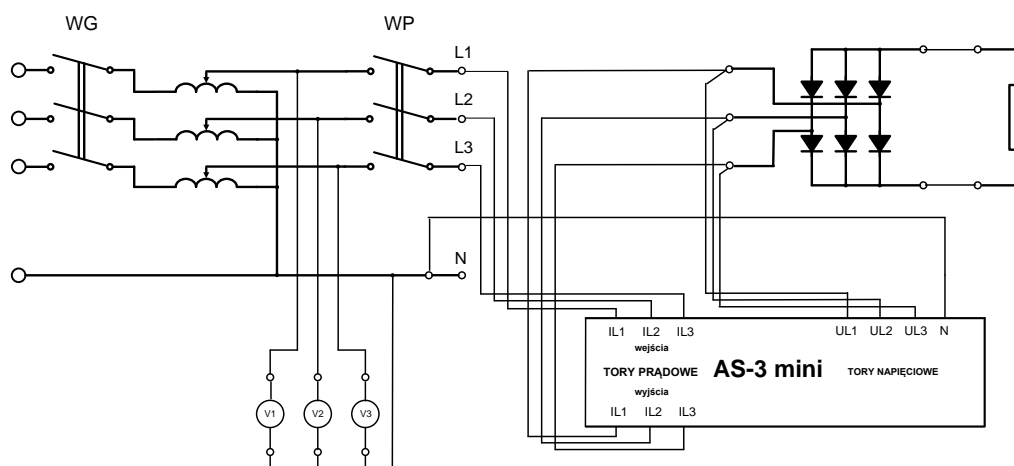 WG
WP
L1
L2
L3
N
IL1 IL2 IL3
UL1 UL2 UL3 N
wejścia
TORY PRĄDOWE
AS-3 mini
TORY NAPIĘCIOWE
wyjścia
IL1 IL2 IL3
V1 V2 V3